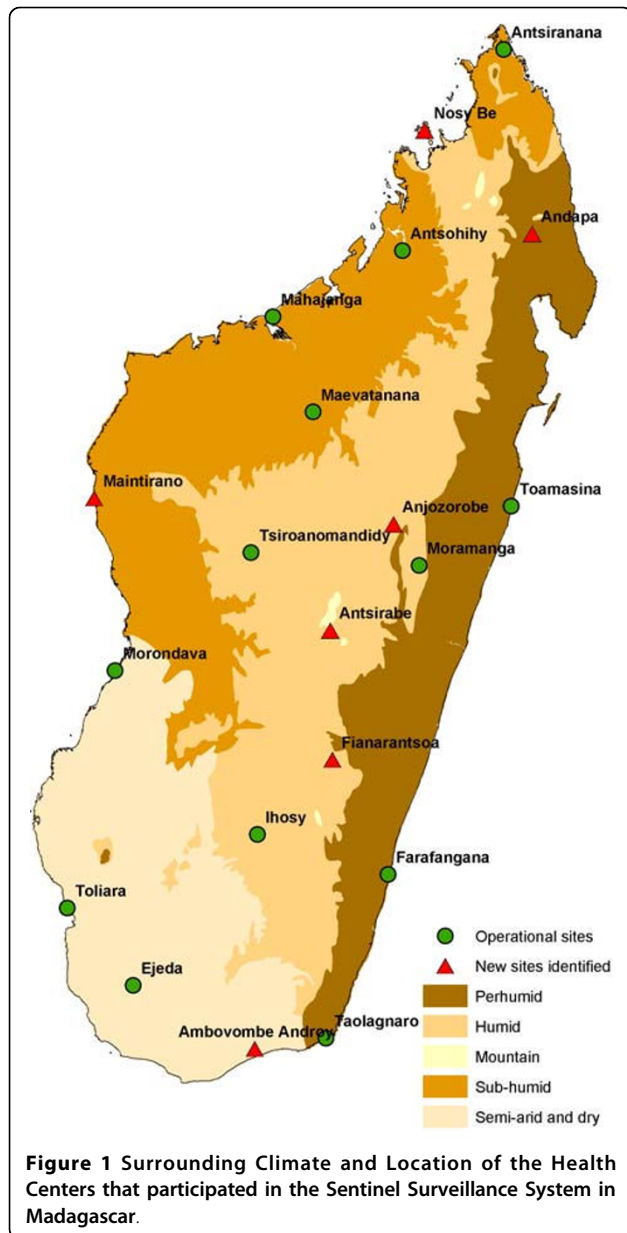 Antsiranana
Nosy Be
Andapa
Antsohihy
Mahajanga
Maevatanana
Maintirano
Anjozorobe
Toamasina
Tsiroanomandidy
Moramanga
Antsirabe
Morondava
Fianarantsoa
Ihosy
Farafangana
Toliara
Ejeda
Ambovombe Androy
Taolagnaro
Operational sites
New sites identified
Perhumid
Humid
Mountain
Sub-humid
Semi-arid and dry
Figure 1 Surrounding Climate and Location of the Health
Centers that participated in the Sentinel Surveillance System in
Madagascar.